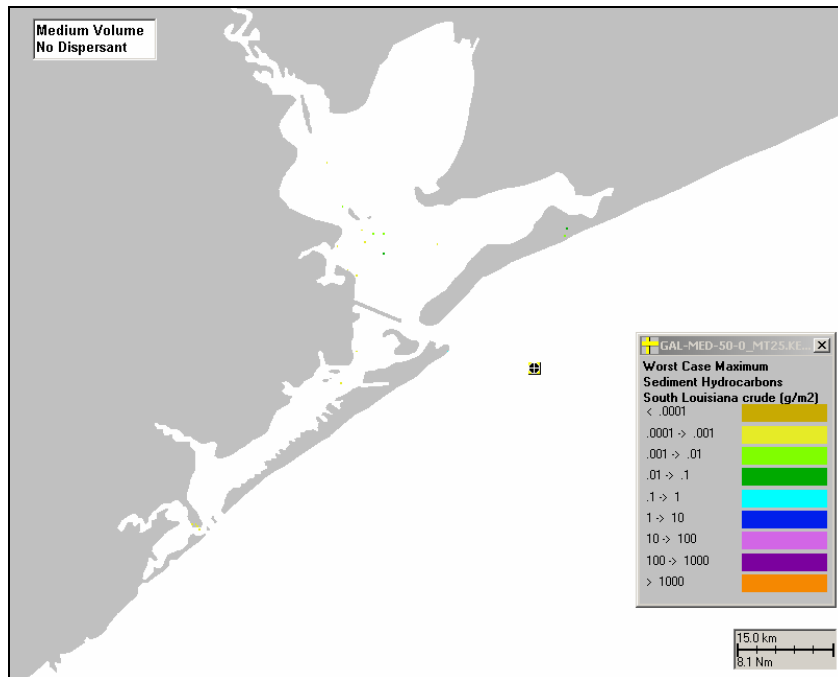 Medium Volume
No Dispersant
GAL-MED-50-0_MT25.KE...
Worst Case Maximum
Sediment Hydrocarbons
South Louisiana crude (g/m2)
< .0001
.0001 -> .001
.001 -> .01
.01 -> .1
.1 -> 1
1 -> 10
10 -> 100
100 -> 1000
> 1000
15.0 km
8.1 Nm